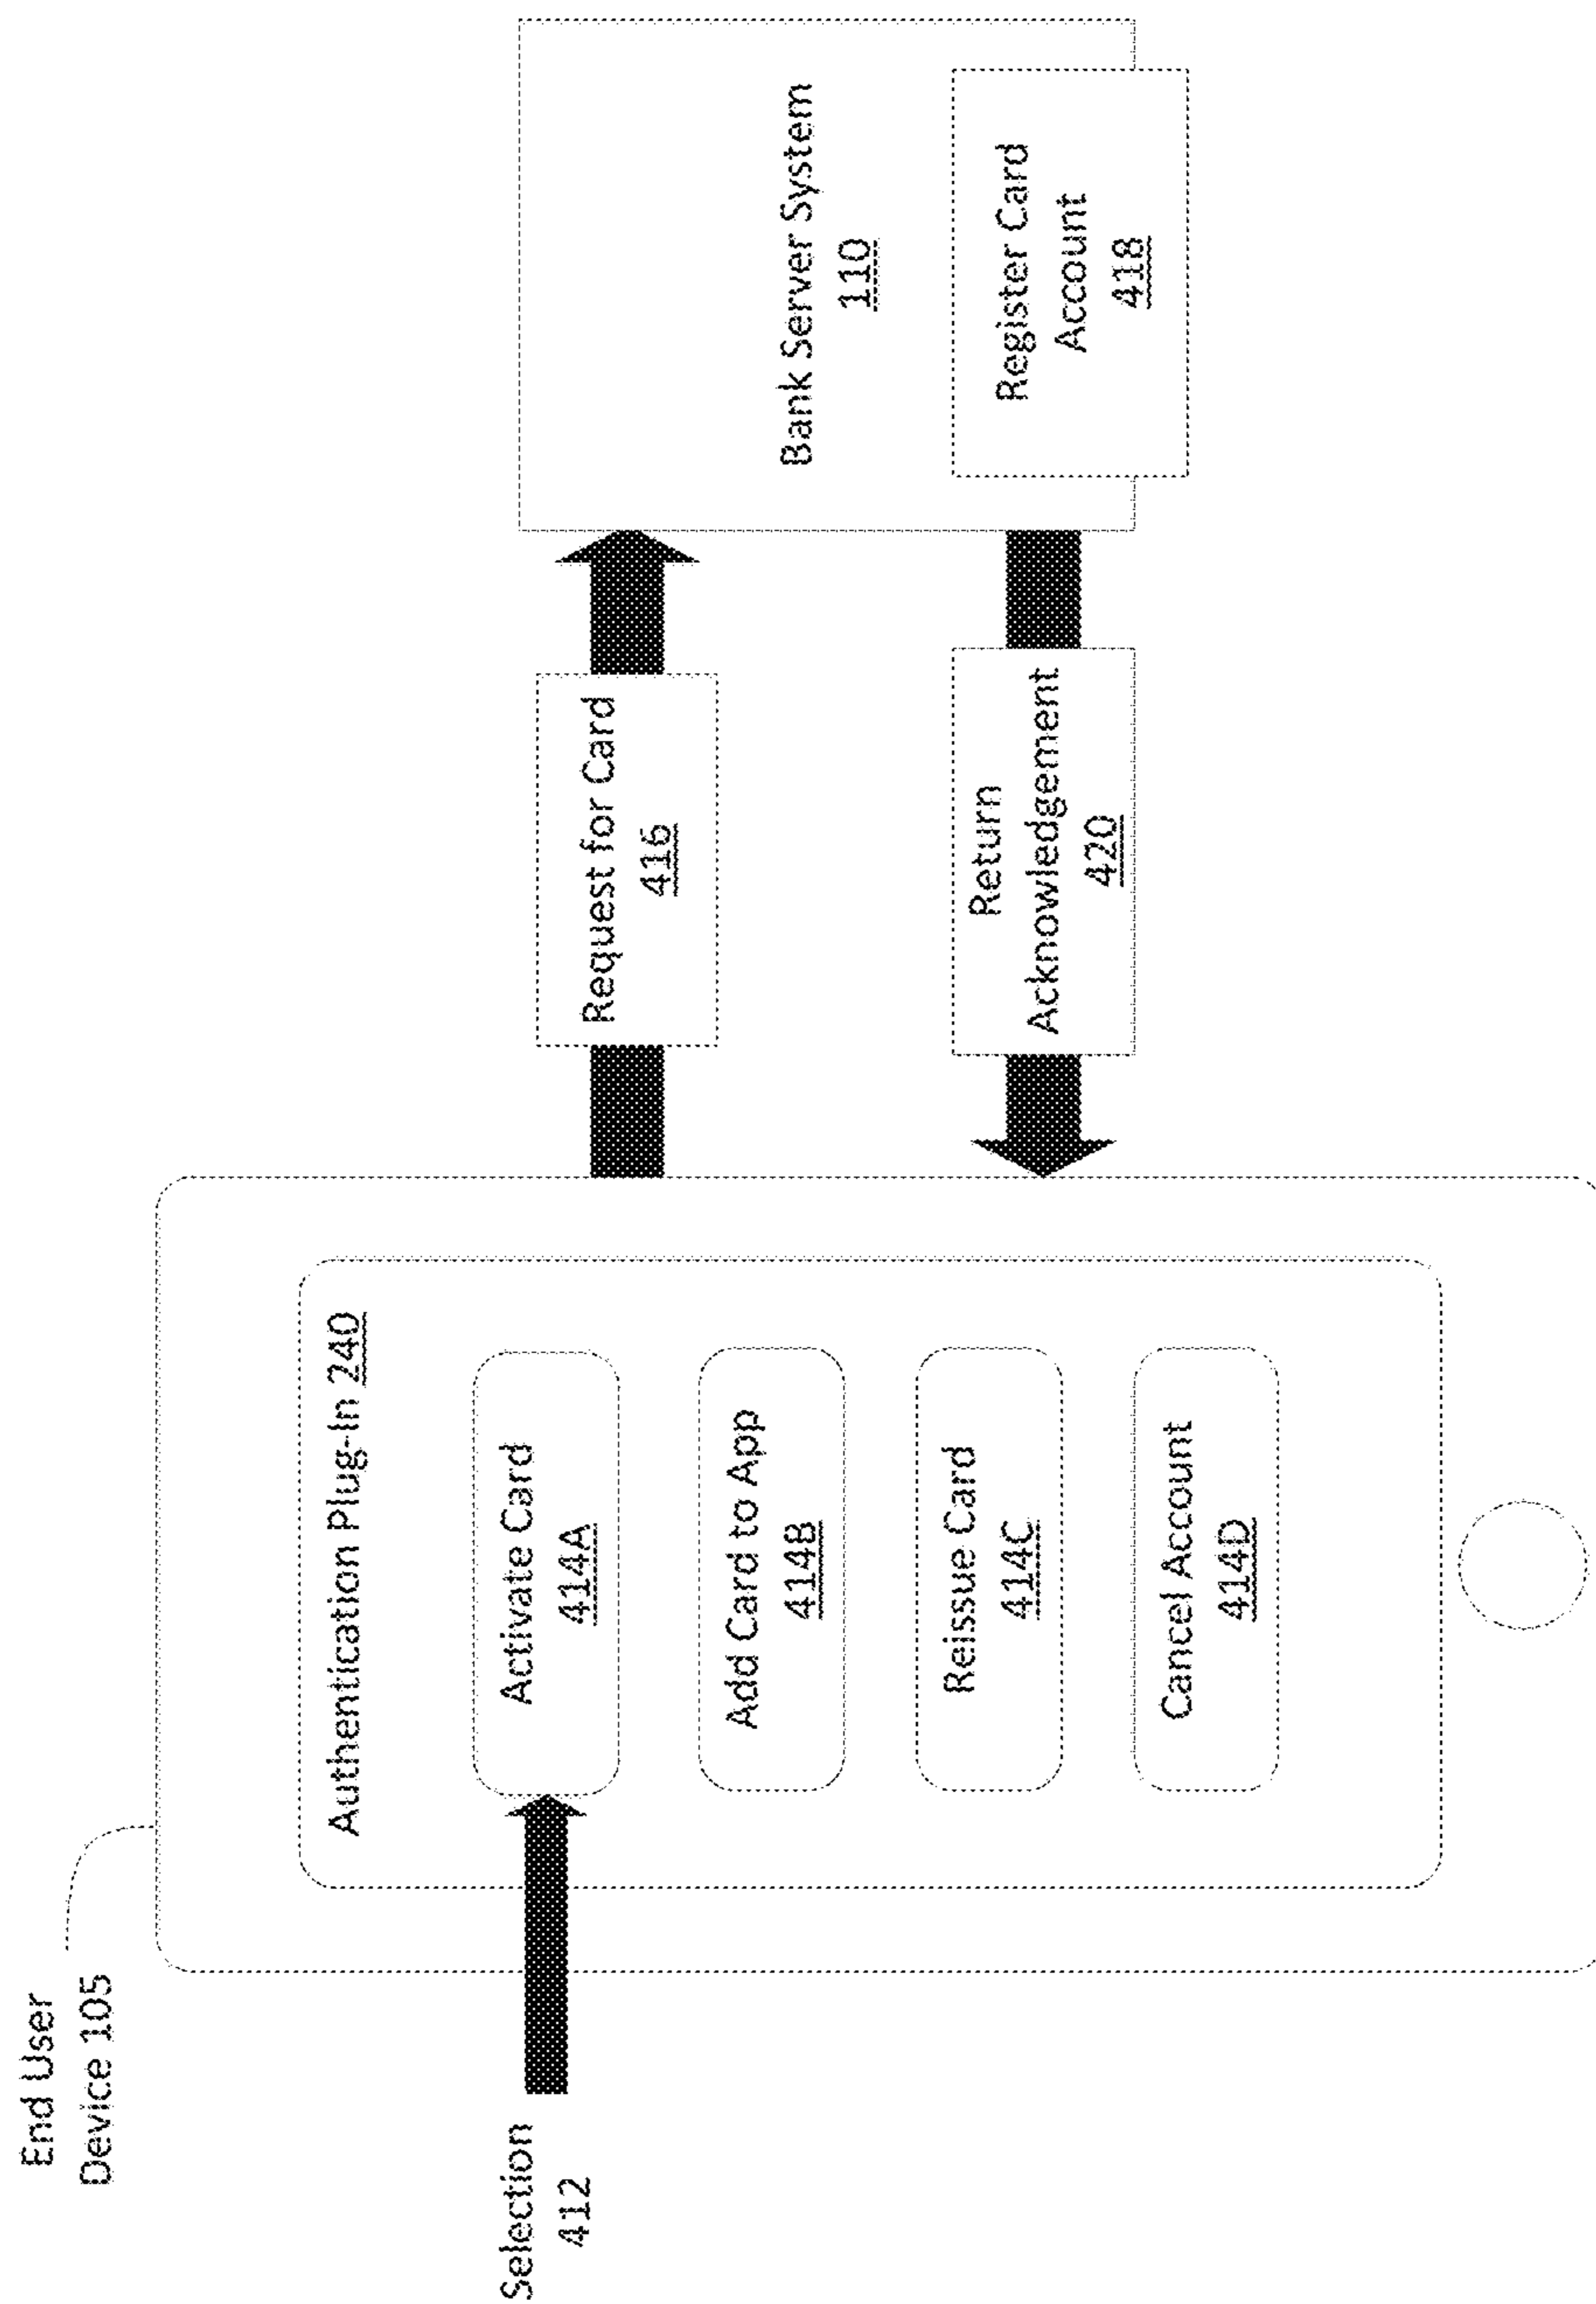 End User
Device 105
Selection
412
Authentication Plug-In 240
Activate Card
414A
Add Card to App
414B
Reissue Card
414C
Cancel Account
414D
Request for Card
416
Return
Acknowledgement
420
Bank Server System
110
Register Card
Account
418